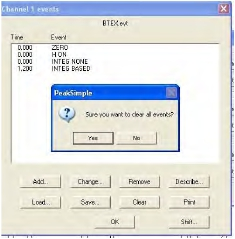 Channel 1 events
BTEX.evt
Time Event
0.000 ZERO
0.000 H ON
0.000 INTEG NONE
1.200 INTEG BASED
PeakSimple
Sure you want to clear all events?
Yes No
Add... Change... Remove Describe...
Load... Save... Clear Print
OK Shift...